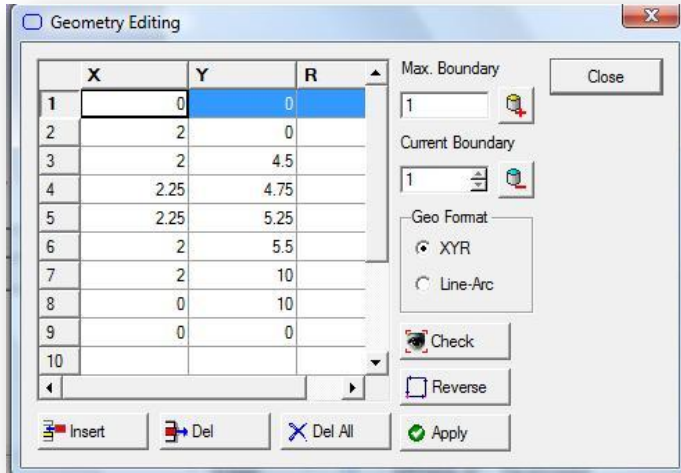 Geometry Editing
X Y R
1 0 0
2 2 0
3 2 4.5
4 2.25 4.75
5 2.25 5.25
6 2 5.5
7 2 10
8 0 10
9 0 0
10
Insert Del Del All
Max. Boundary
1
Current Boundary
1
Geo Format
XYR
Line-Arc
Check
Reverse
Apply
Close